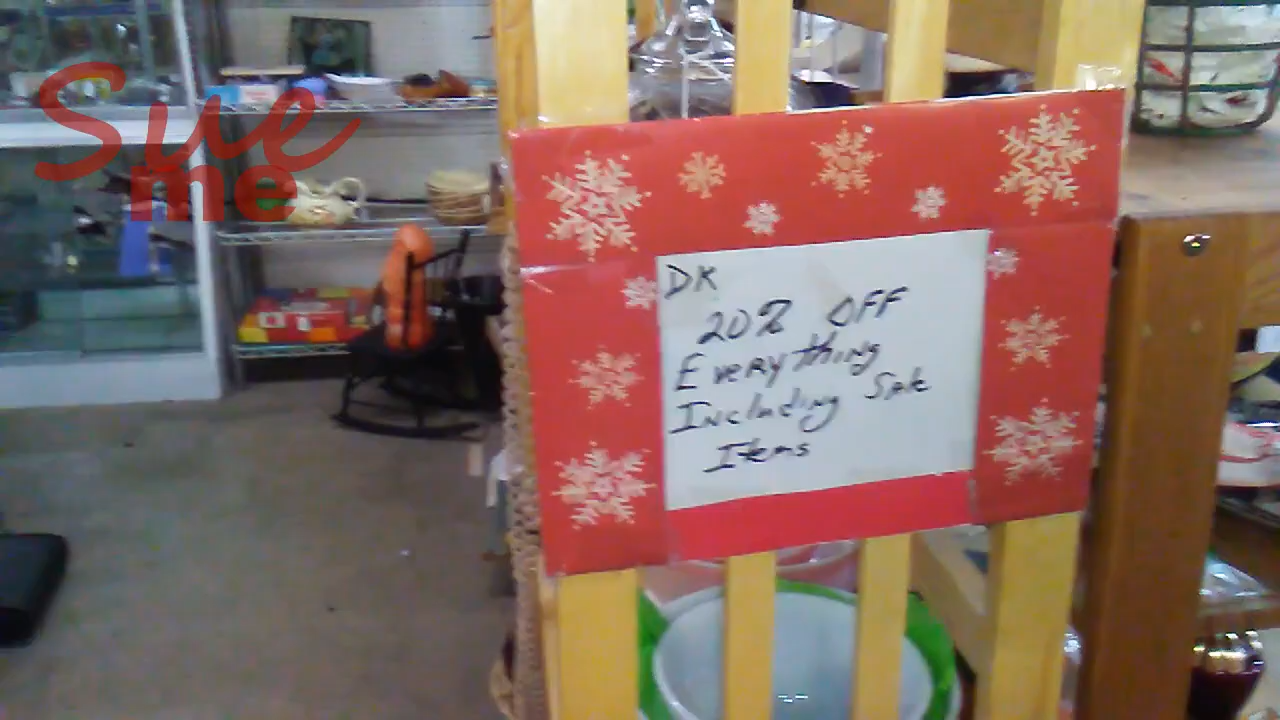 Sue
me
DK
20% OFF
Everything
Including Sale
Items